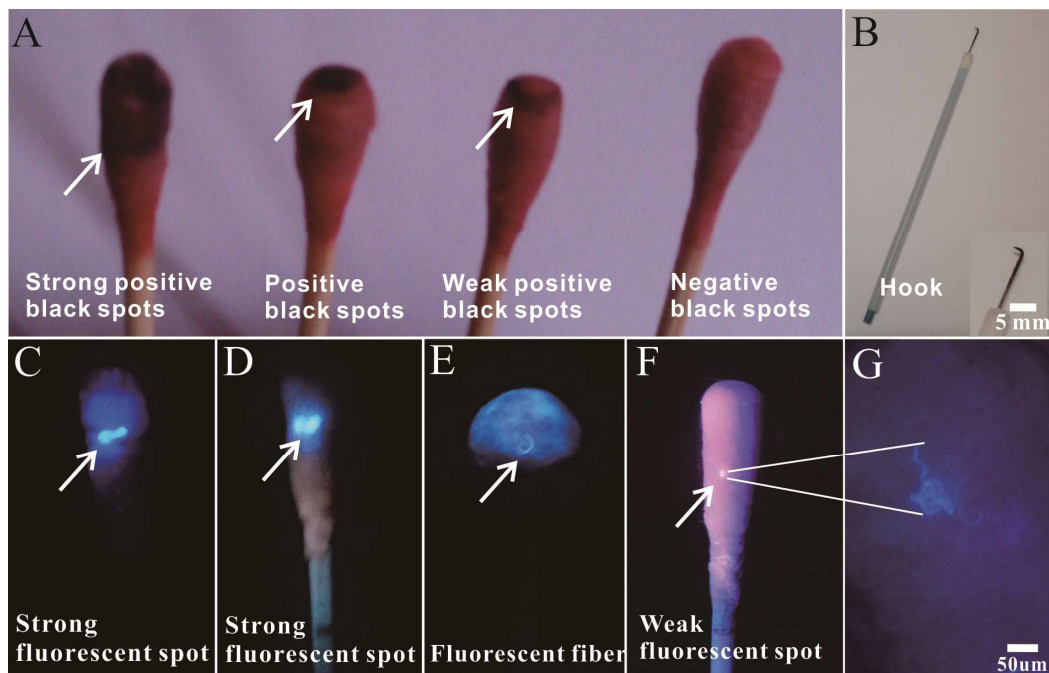 A
B
Strong positive
black spots
Positive
black spots
Weak positive
black spots
Negative
black spots
Hook
5 mm
C
D
E
F
G
Strong
fluorescent spot
Strong
fluorescent spot
Fluorescent fiber
Weak
fluorescent spot
50um